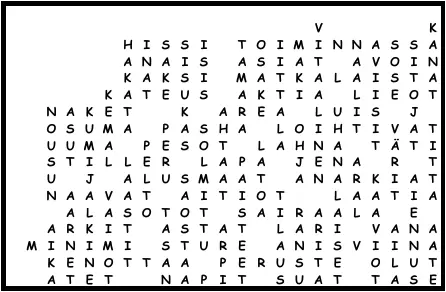 V K
HISSI TOIMINNASSA
ANAIS ASIAT AVOIN
KAKSI MATKALAISTA
KATEUS AKTIA LIEOT
NAKET K AREA LUIS J
OSUMA PASHA LOIHTIVAT
UUMA PESOT LAHNA TÄTI
STILLER LAPA JENA R T
U J ALUSMAAT ANARKIAT
NAAVAT AITIOT LAATIA
ALASOTOT SAIRAALA E
ARKIT ASTAT LARI VANA
MINIMI STURE ANISVIINA
KENOTTAA PERUSTE OLUT
ATET NAPIT SUAT TASE